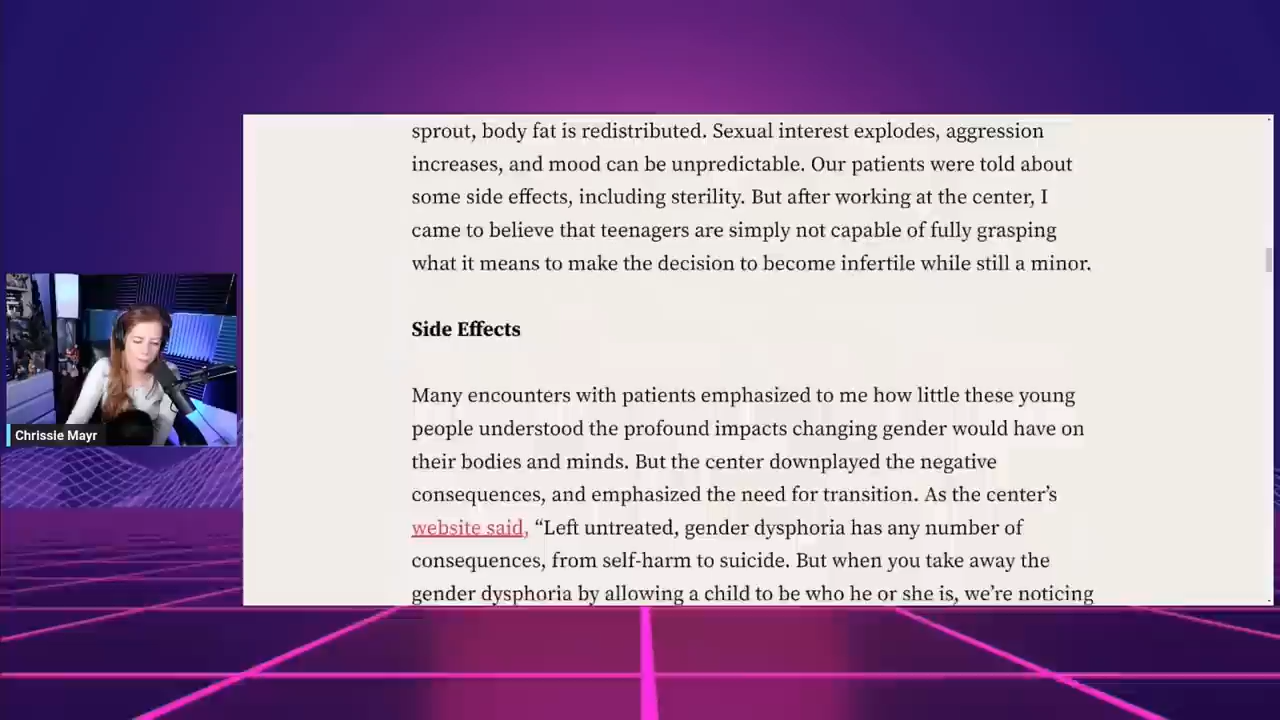 sprout, body fat is redistributed. Sexual interest explodes, aggression
increases, and mood can be unpredictable. Our patients were told about
some side effects, including sterility. But after working at the center, I
came to believe that teenagers are simply not capable of fully grasping
what it means to make the decision to become infertile while still a minor.
Side Effects
Many encounters with patients emphasized to me how little these young
people understood the profound impacts changing gender would have on
their bodies and minds. But the center downplayed the negative
consequences, and emphasized the need for transition. As the center’s
website said, “Left untreated, gender dysphoria has any number of
consequences, from self-harm to suicide. But when you take away the
gender dysphoria by allowing a child to be who he or she is, we’re noticing
Chrissie Mayr